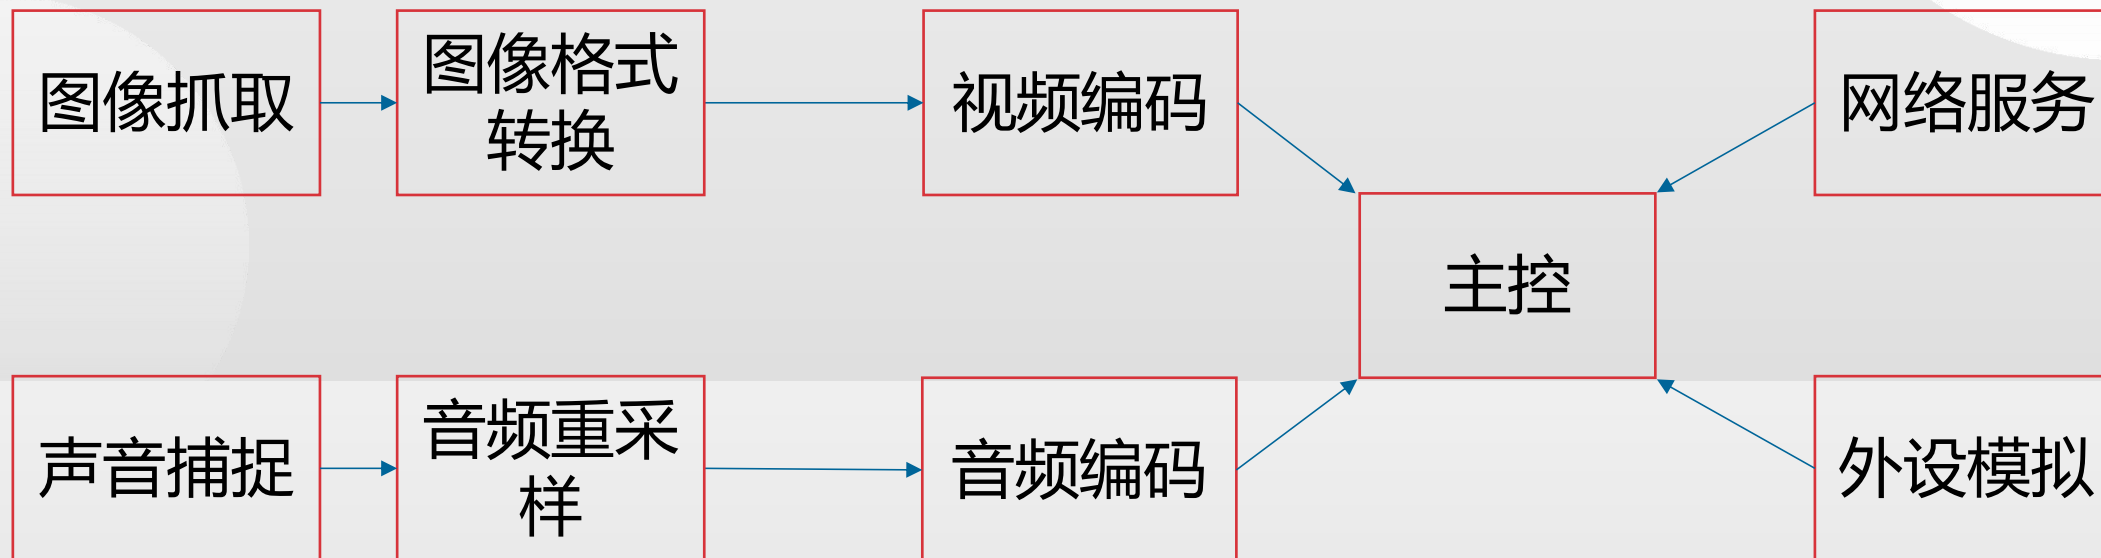 图像抓取
图像格式
转换
视频编码
网络服务
主控
声音捕捉
音频重采
样
音频编码
外设模拟